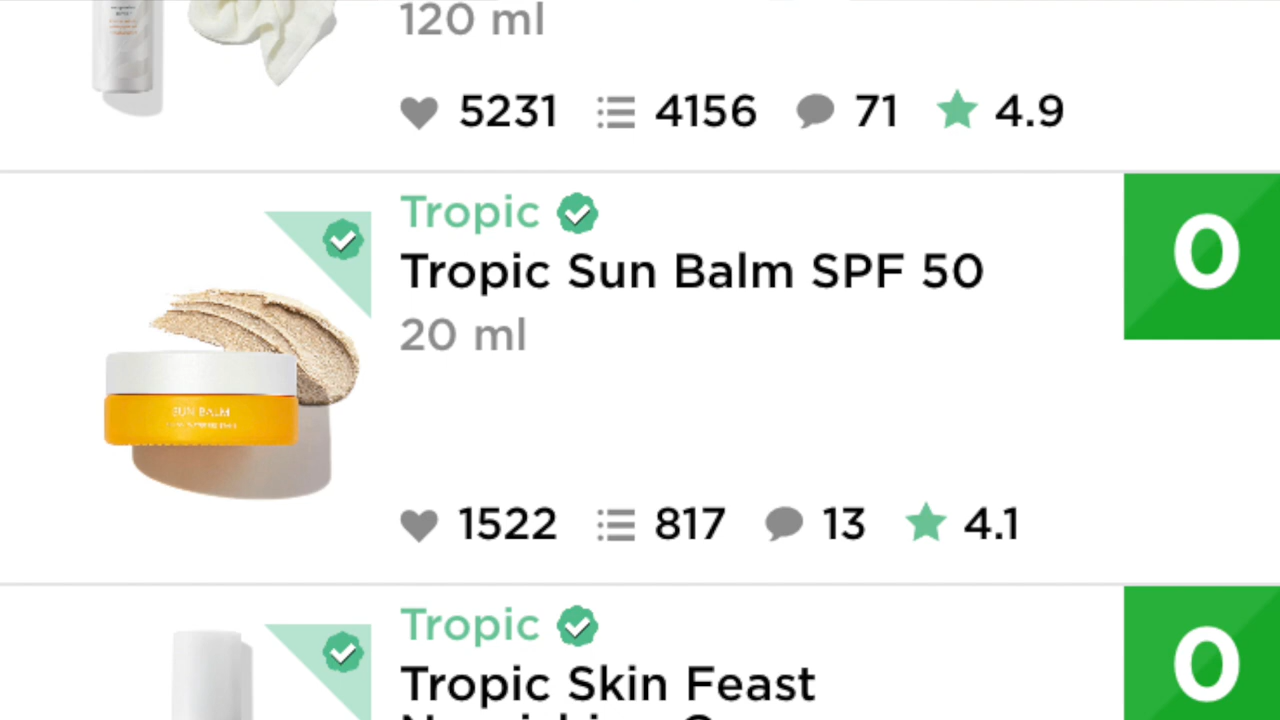 120 ml
5231 4156 71 4.9
Tropic
Tropic Sun Balm SPF 50
0
20 ml
SUN BALM
1522 817 13 4.1
Tropic
0
Tropic Skin Feast